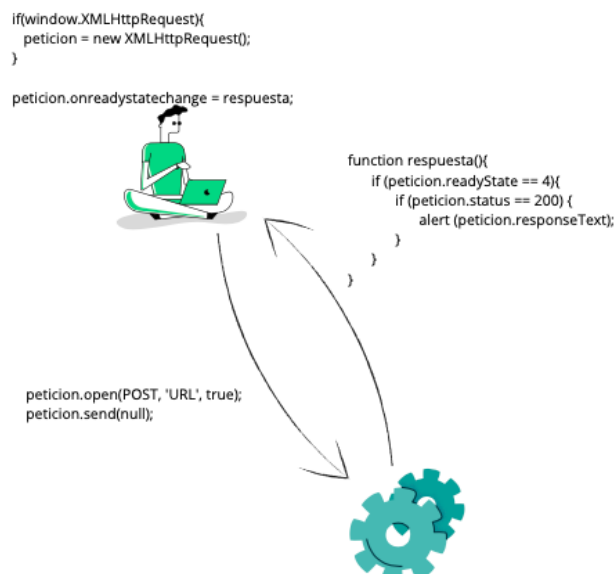 if(window.XMLHttpRequest){
peticion = new XMLHttpRequest();
}
peticion.onreadystatechange = respuesta;
function respuesta(){
if (peticion.readyState == 4){
if (peticion.status == 200) {
alert (peticion.responseText);
}
}
}
peticion.open(POST, 'URL', true);
peticion.send(null);